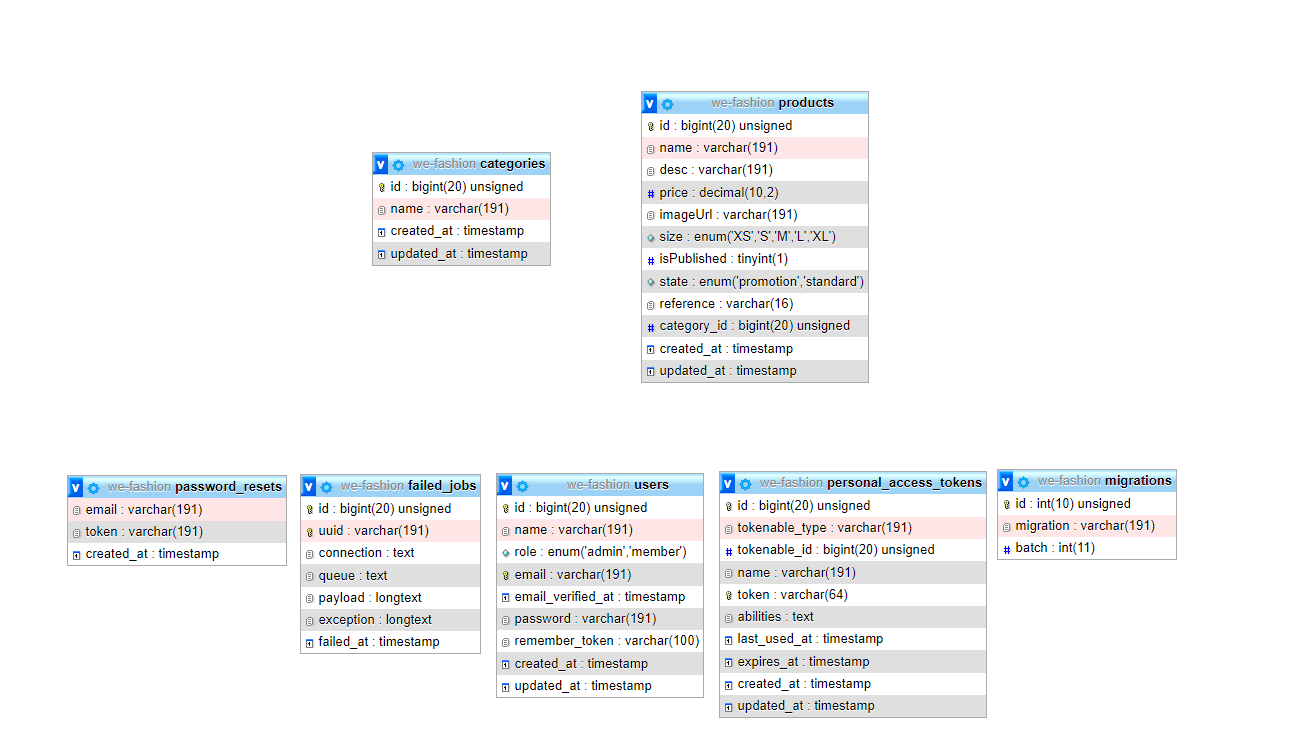 v we-fashion products
id : bigint(20) unsigned
name : varchar(191)
desc : varchar(191)
# price : decimal(10,2)
imageUrl : varchar(191)
size : enum('XS','S','M','L','XL')
# isPublished : tinyint(1)
state : enum('promotion','standard')
reference : varchar(16)
# category_id : bigint(20) unsigned
created_at : timestamp
updated_at : timestamp
v we-fashion categories
id : bigint(20) unsigned
name : varchar(191)
created_at : timestamp
updated_at : timestamp
v we-fashion password_resets
email : varchar(191)
token : varchar(191)
created_at : timestamp
v we-fashion failed_jobs
id : bigint(20) unsigned
uuid : varchar(191)
connection : text
queue : text
payload : longtext
exception : longtext
failed_at : timestamp
v we-fashion users
id : bigint(20) unsigned
name : varchar(191)
role : enum('admin','member')
email : varchar(191)
email_verified_at : timestamp
password : varchar(191)
remember_token : varchar(100)
created_at : timestamp
updated_at : timestamp
v we-fashion personal_access_tokens
id : bigint(20) unsigned
tokenable_type : varchar(191)
# tokenable_id : bigint(20) unsigned
name : varchar(191)
token : varchar(64)
abilities : text
last_used_at : timestamp
expires_at : timestamp
created_at : timestamp
updated_at : timestamp
v we-fashion migrations
id : int(10) unsigned
migration : varchar(191)
# batch : int(11)